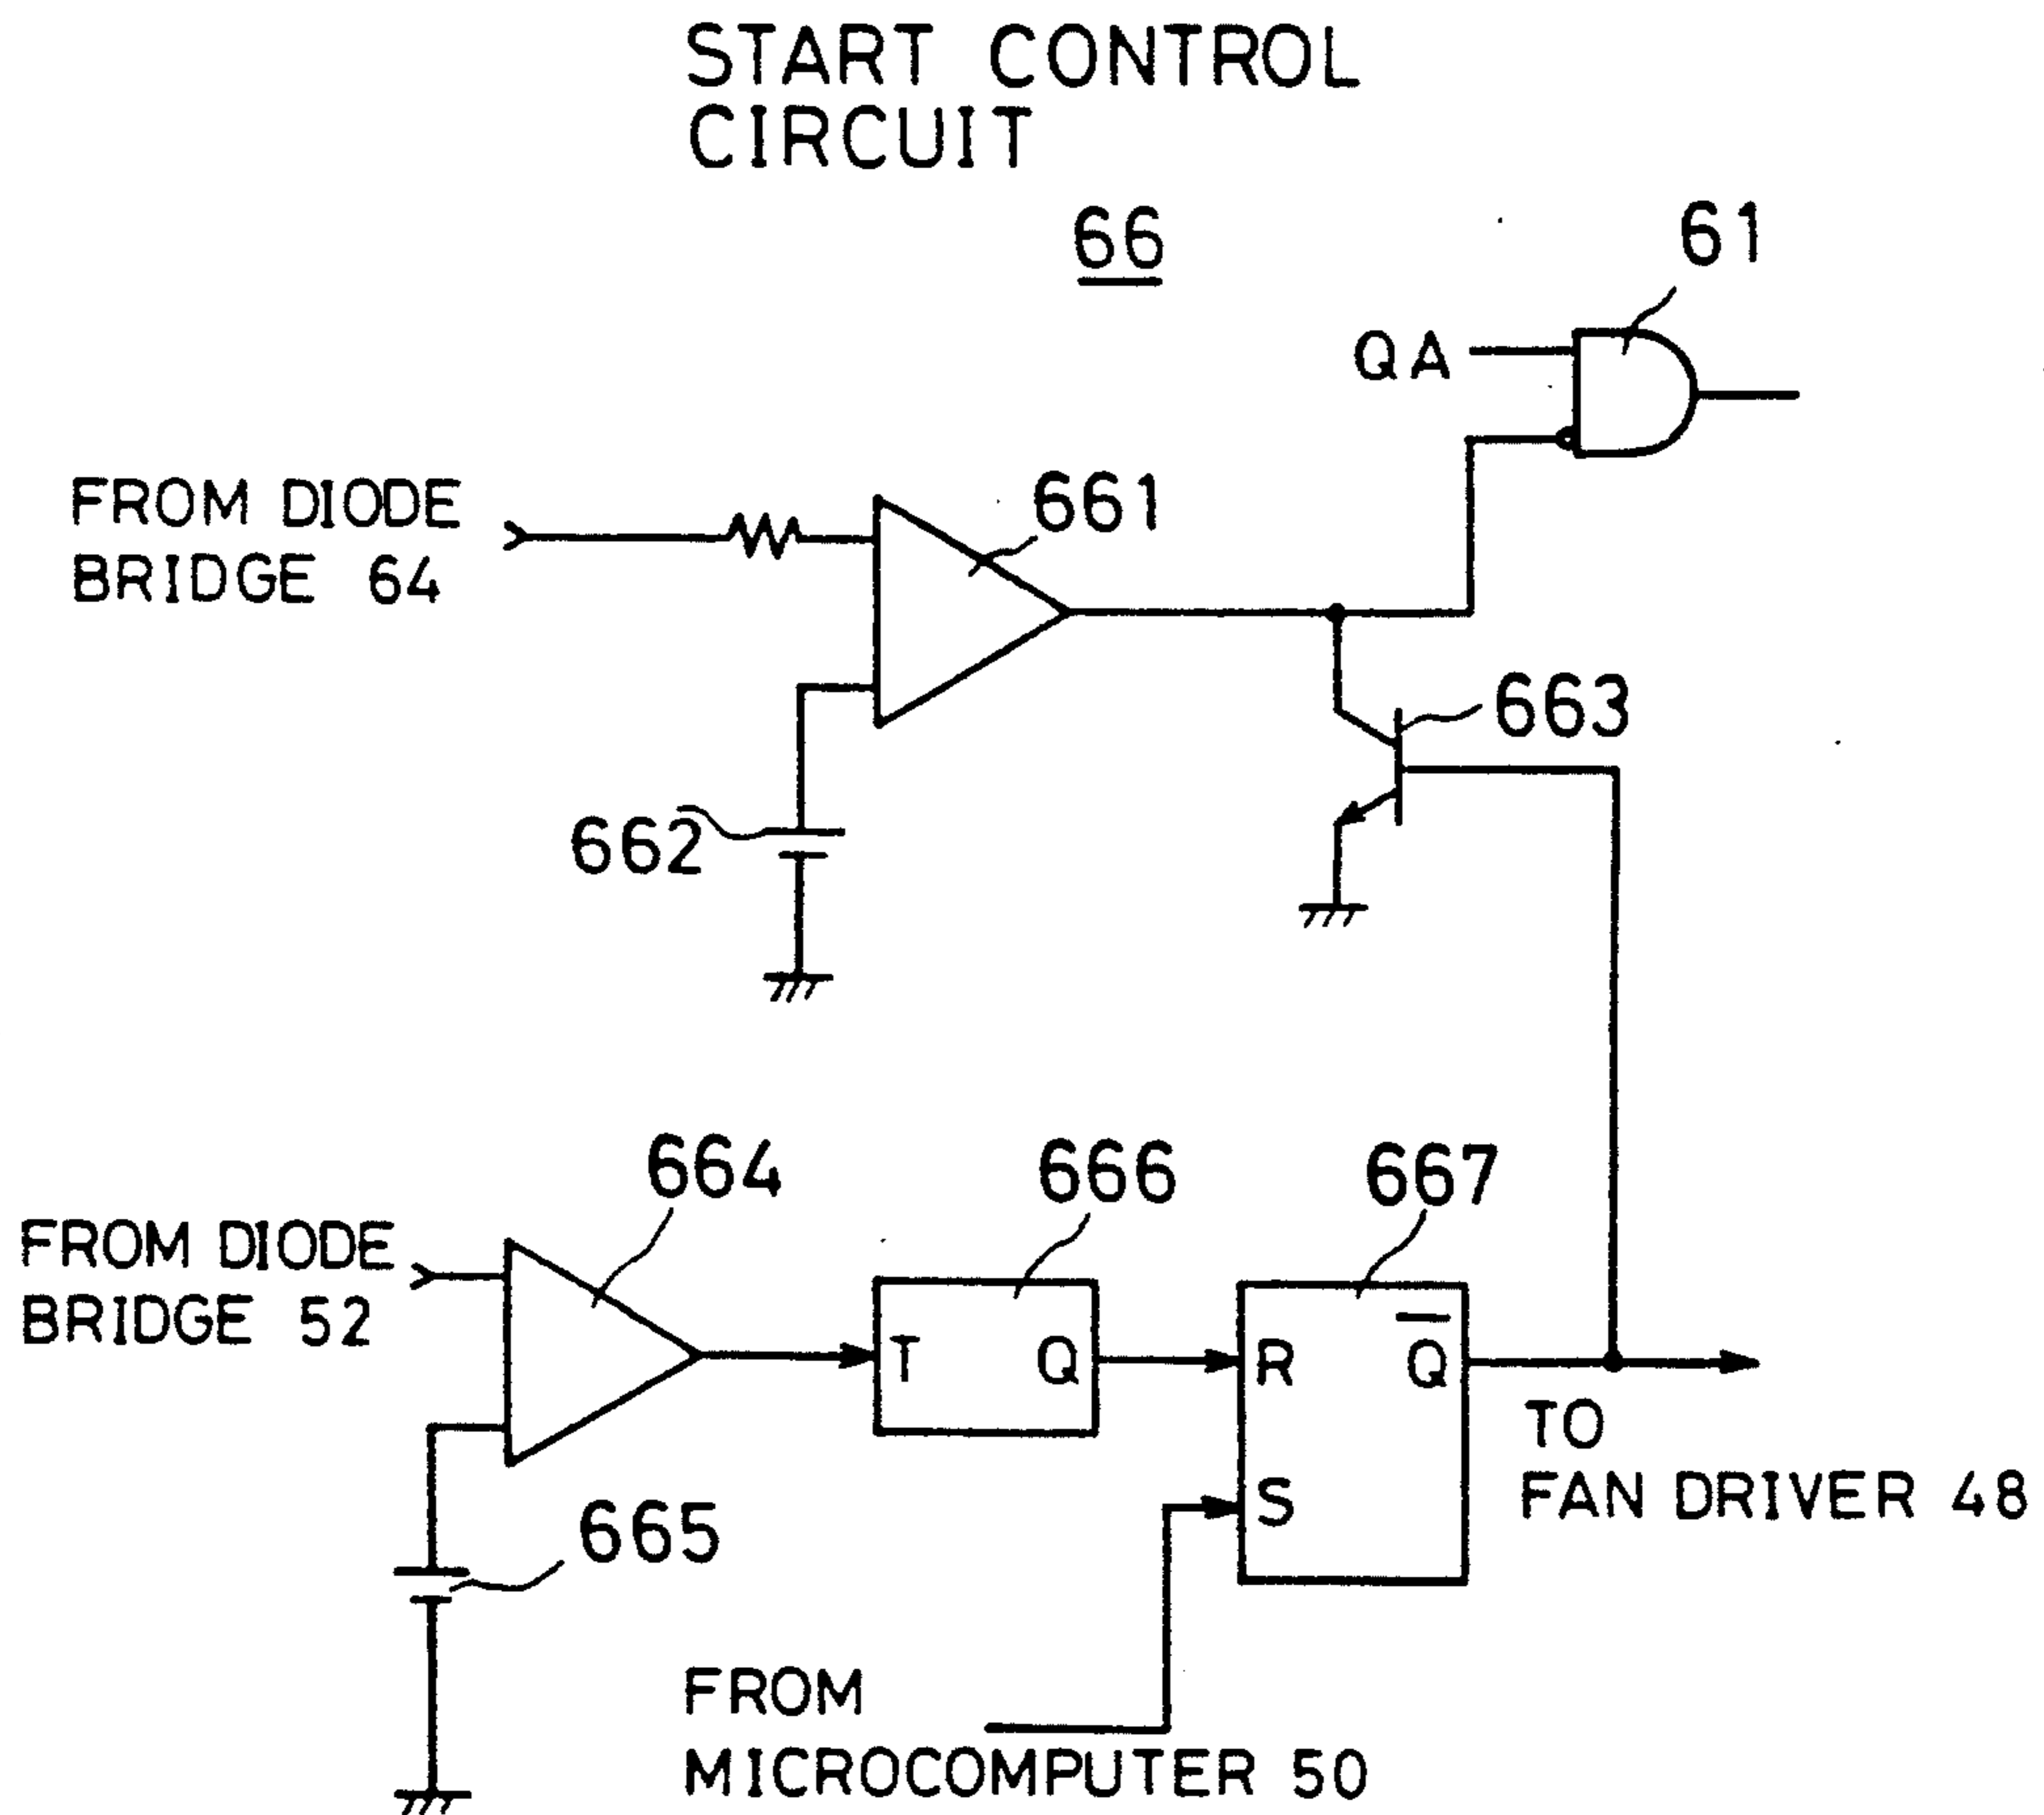 START CONTROL
CIRCUIT
66
61
QA
FROM DIODE
BRIDGE 64
661
663
662
664
666
667
FROM DIODE
BRIDGE 52
T Q
R Q̅
S
TO
FAN DRIVER 48
665
FROM
MICROCOMPUTER 50